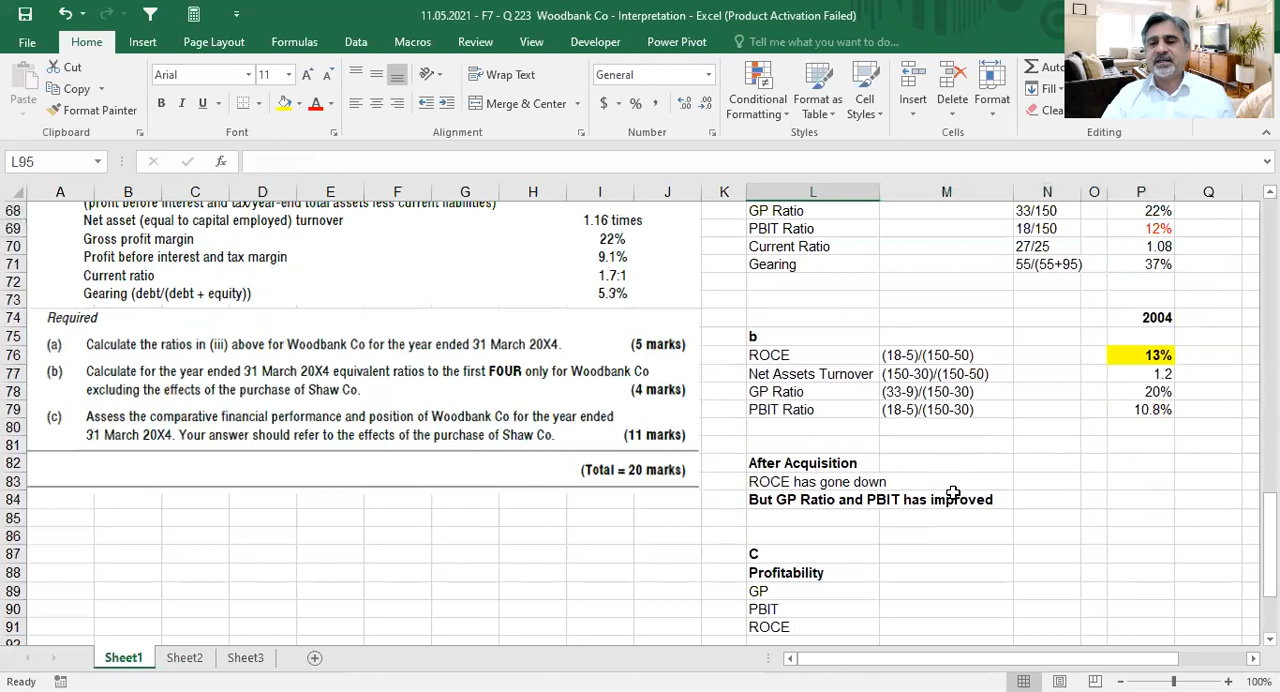 11.05.2021 - F7 - Q 223 Woodbank Co - Interpretation - Excel (Product Activation Failed)
File Home Insert Page Layout Formulas Data Macros Review View Developer Power Pivot Tell me what you want to do...
Paste
Cut
Copy
Format Painter
Clipboard
Arial 11
B I U
Font
Wrap Text
Merge & Center
Alignment
General
$ % ,
Number
Conditional Formatting
Format as Table
Cell Styles
Styles
Insert Delete Format
Cells
Fill
Editing
L95
fx
A B C D E F G H I J K L M N O P Q
68 (profit before interest and tax/year-end total assets less current liabilities) GP Ratio 33/150 22%
69 Net asset (equal to capital employed) turnover 1.16 times PBIT Ratio 18/150 12%
70 Gross profit margin 22% Current Ratio 27/25 1.08
71 Profit before interest and tax margin 9.1% Gearing 55/(55+95) 37%
72 Current ratio 1.7:1
73 Gearing (debt/(debt + equity)) 5.3%
74 Required 2004
75 (a) Calculate the ratios in (iii) above for Woodbank Co for the year ended 31 March 20X4. (5 marks) b
76 ROCE (18-5)/(150-50) 13%
77 (b) Calculate for the year ended 31 March 20X4 equivalent ratios to the first FOUR only for Woodbank Co Net Assets Turnover (150-30)/(150-50) 1.2
78 excluding the effects of the purchase of Shaw Co. (4 marks) GP Ratio (33-9)/(150-30) 20%
79 (c) Assess the comparative financial performance and position of Woodbank Co for the year ended PBIT Ratio (18-5)/(150-30) 10.8%
80 31 March 20X4. Your answer should refer to the effects of the purchase of Shaw Co. (11 marks)
81
82 (Total = 20 marks) After Acquisition
83 ROCE has gone down
84 But GP Ratio and PBIT has improved
85
86
87 C
88 Profitability
89 GP
90 PBIT
91 ROCE
Sheet1 Sheet2 Sheet3
Ready
100%